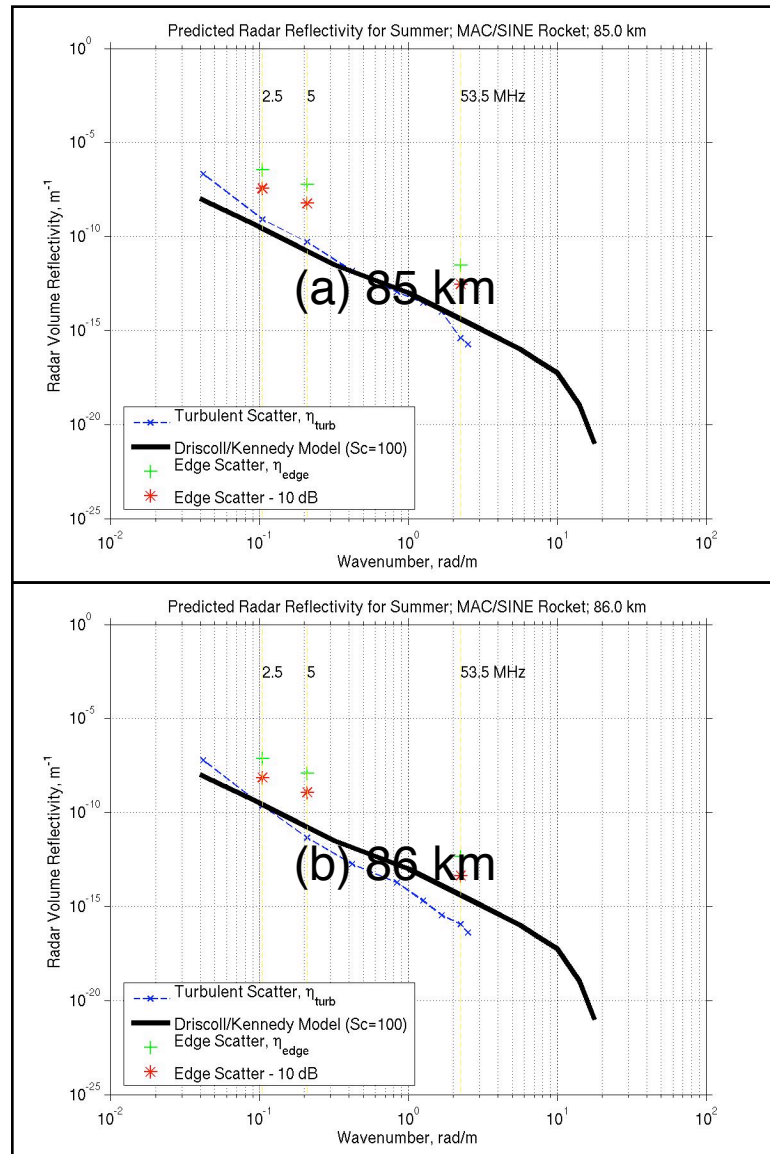 Predicted Radar Reflectivity for Summer; MAC/SINE Rocket; 85.0 km
10^0
2.5 5 53.5 MHz
10^-5
10^-10
(a) 85 km
10^-15
10^-20
10^-25
Radar Volume Reflectivity, m^-1
Turbulent Scatter, η_turb
Driscoll/Kennedy Model (Sc=100)
Edge Scatter, η_edge
Edge Scatter - 10 dB
10^-2 10^-1 10^0 10^1 10^2
Wavenumber, rad/m
Predicted Radar Reflectivity for Summer; MAC/SINE Rocket; 86.0 km
10^0
2.5 5 53.5 MHz
10^-5
10^-10
(b) 86 km
10^-15
10^-20
10^-25
Radar Volume Reflectivity, m^-1
Turbulent Scatter, η_turb
Driscoll/Kennedy Model (Sc=100)
Edge Scatter, η_edge
Edge Scatter - 10 dB
10^-2 10^-1 10^0 10^1 10^2
Wavenumber, rad/m